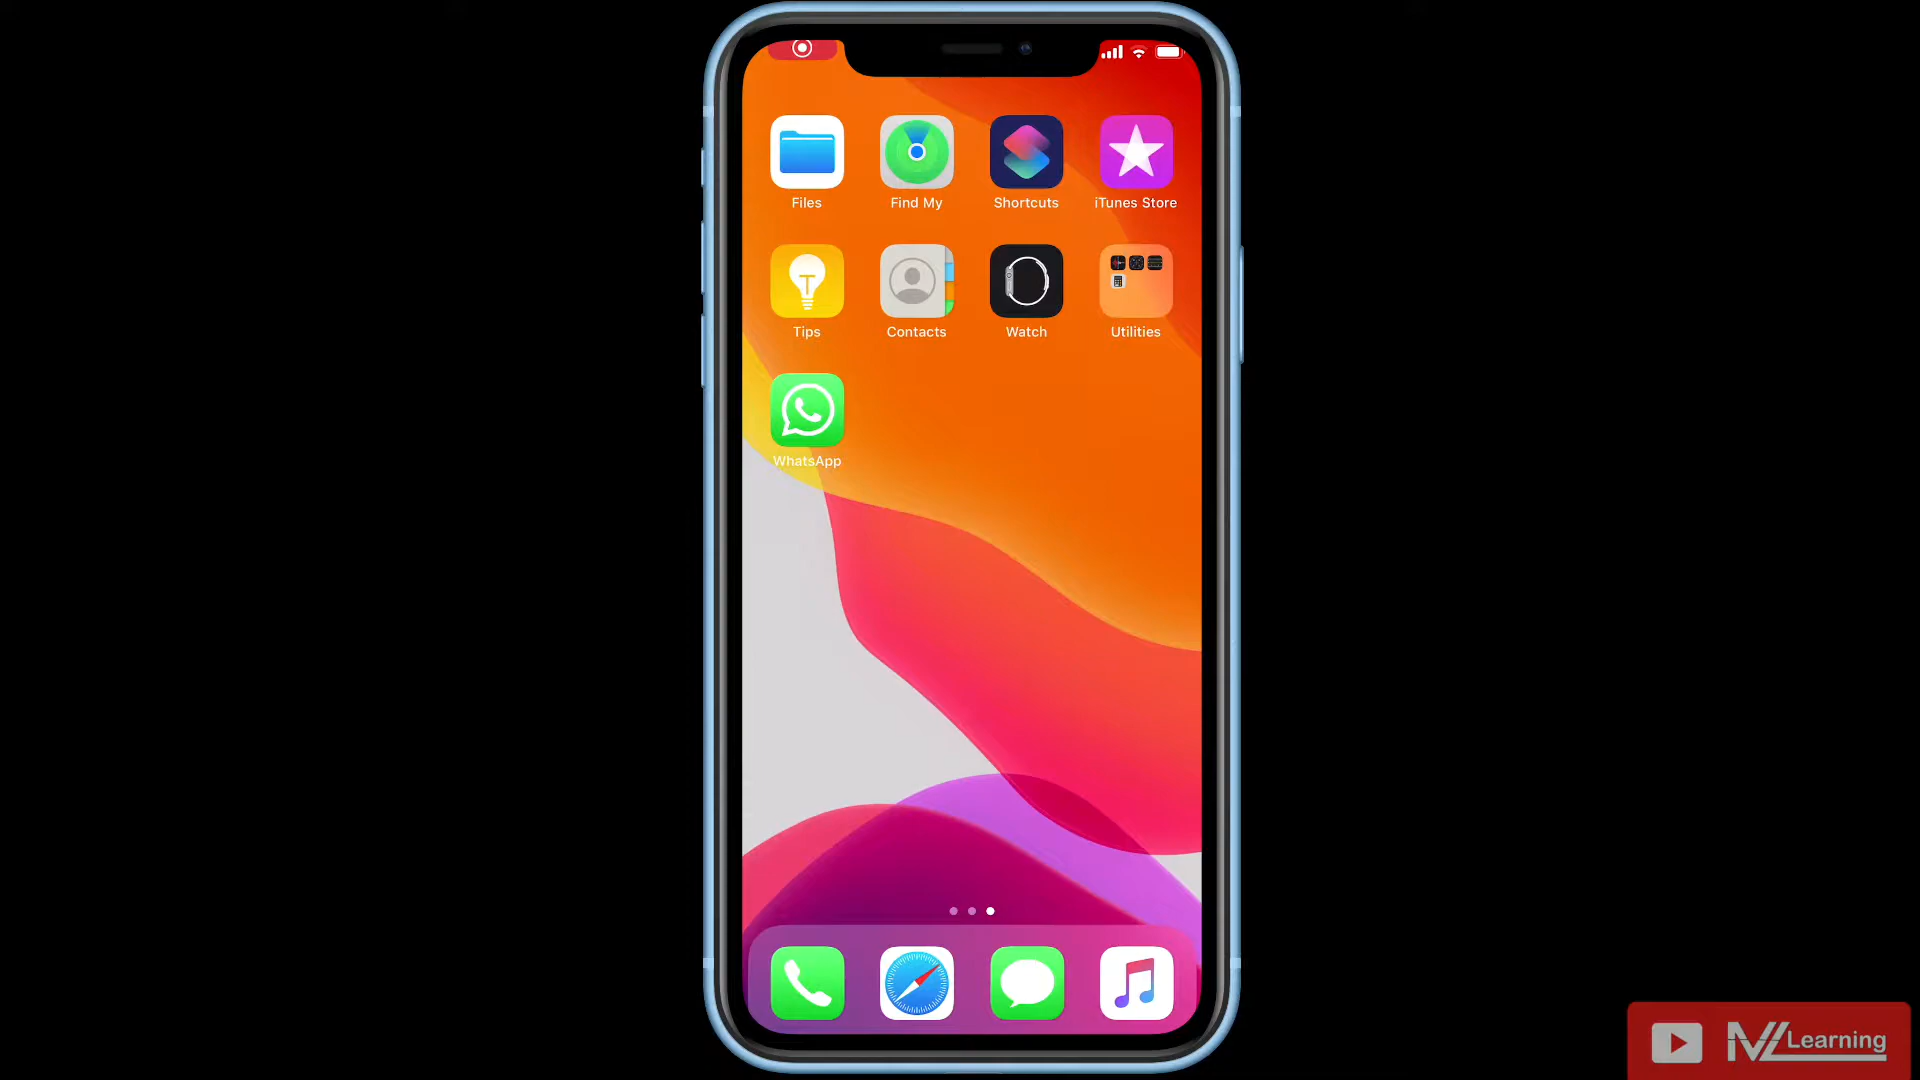 Files Find My Shortcuts iTunes Store
Tips Contacts Watch Utilities
WhatsApp
Learning